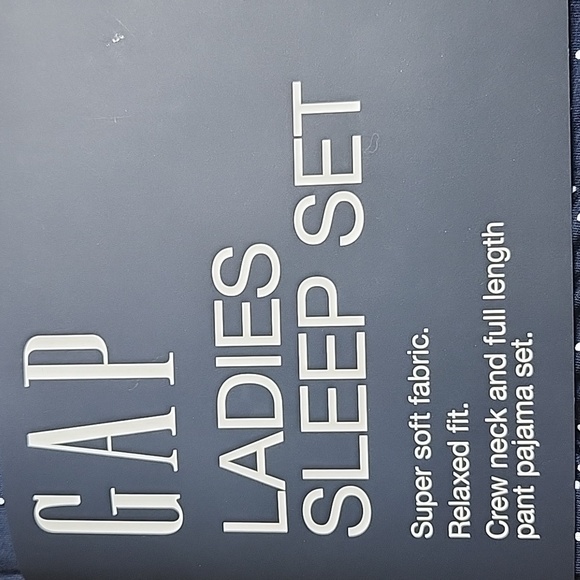 GAP
LADIES
SLEEP SET
Super soft fabric.
Relaxed fit.
Crew neck and full length
pant pajama set.